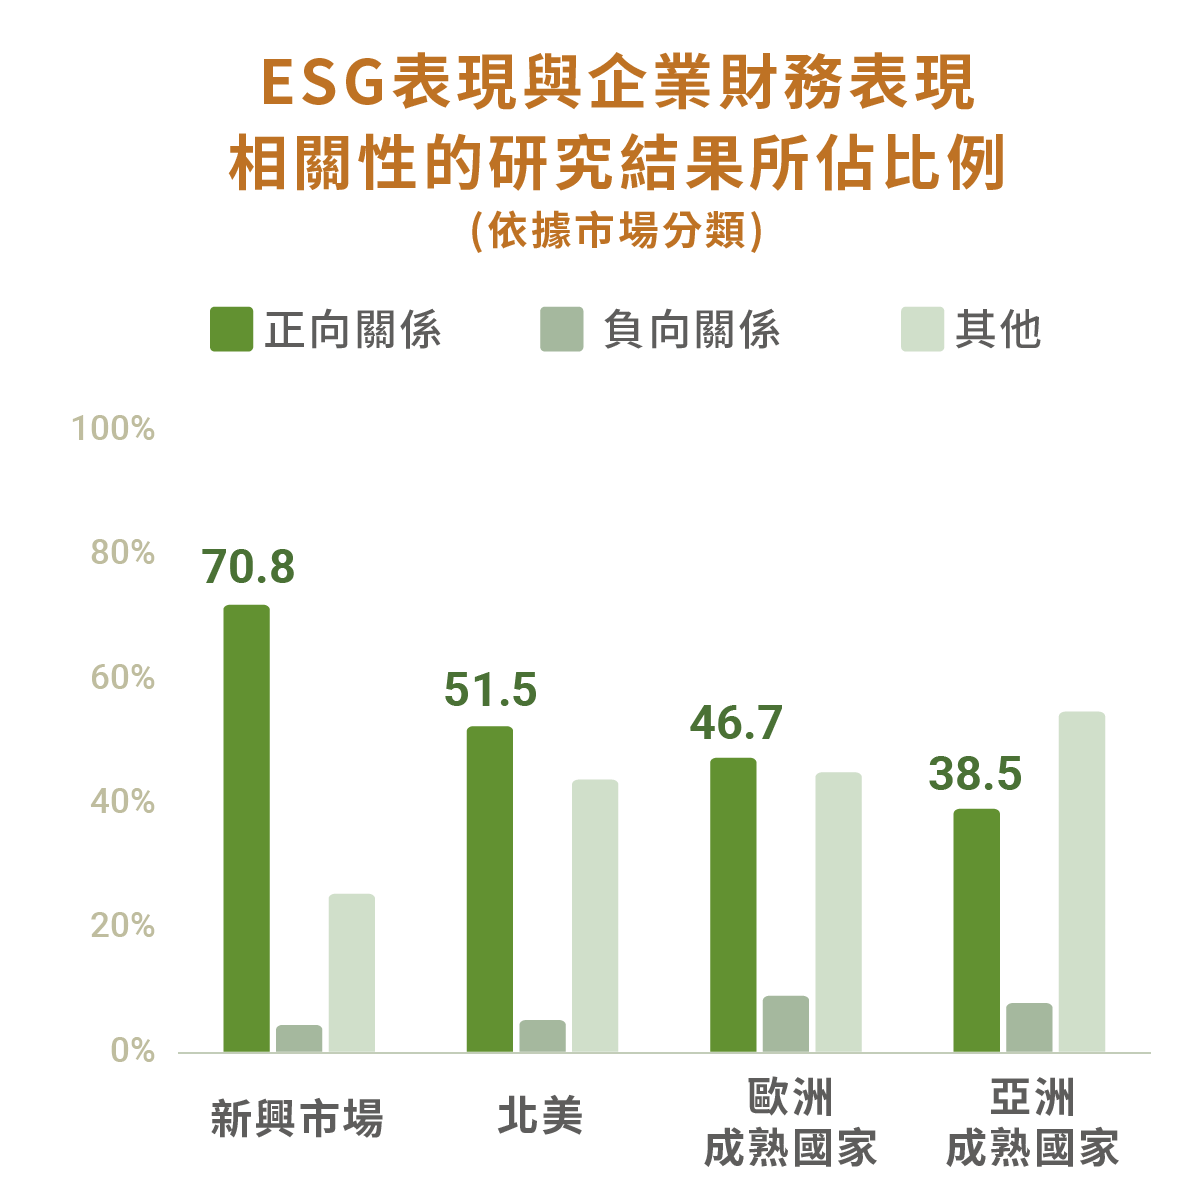 ESG表現與企業財務表現
相關性的研究結果所佔比例
(依據市場分類)
正向關係 負向關係 其他
100%
80%
60%
40%
20%
0%
70.8
51.5
46.7
38.5
新興市場
北美
歐洲
成熟國家
亞洲
成熟國家